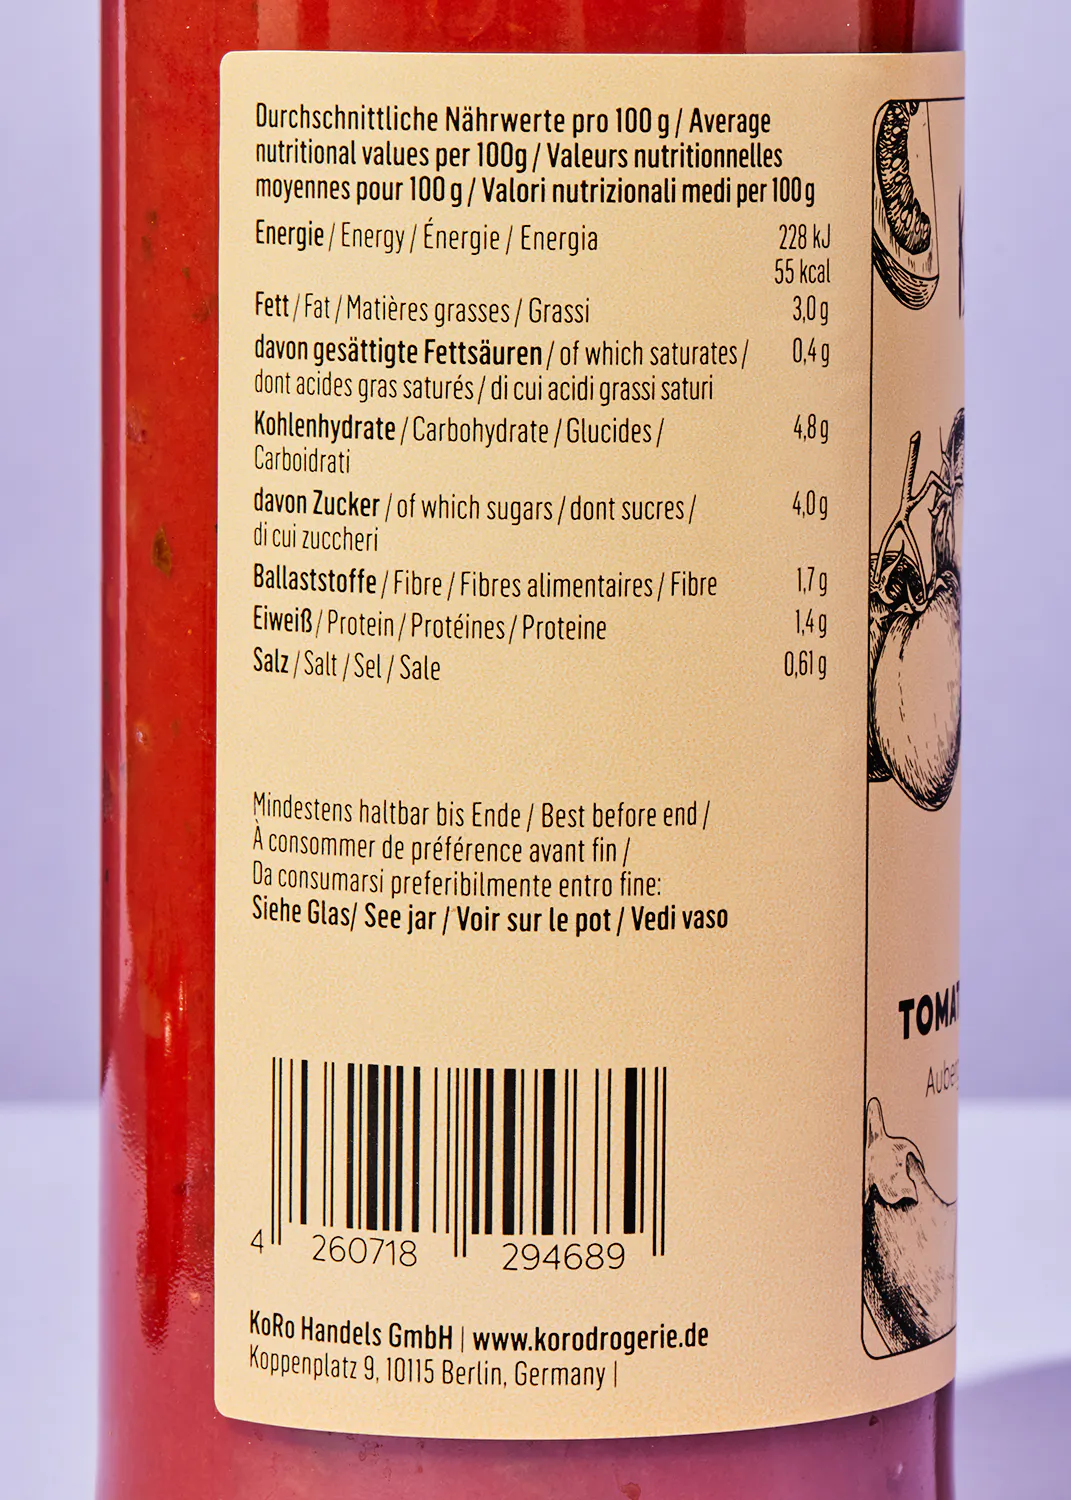 Durchschnittliche Nährwerte pro 100 g / Average
nutritional values per 100g / Valeurs nutritionnelles
moyennes pour 100 g / Valori nutrizionali medi per 100 g
Energie / Energy / Énergie / Energia 228 kJ
55 kcal
Fett / Fat / Matières grasses / Grassi 3,0 g
davon gesättigte Fettsäuren / of which saturates / 0,4 g
dont acides gras saturés / di cui acidi grassi saturi
Kohlenhydrate / Carbohydrate / Glucides / 4,8 g
Carboidrati
davon Zucker / of which sugars / dont sucres / 4,0 g
di cui zuccheri
Ballaststoffe / Fibre / Fibres alimentaires / Fibre 1,7 g
Eiweiß / Protein / Protéines / Proteine 1,4 g
Salz / Salt / Sel / Sale 0,61 g
Mindestens haltbar bis Ende / Best before end /
À consommer de préférence avant fin /
Da consumarsi preferibilmente entro fine:
Siehe Glas/ See jar / Voir sur le pot / Vedi vaso
4 260718 294689
KoRo Handels GmbH | www.korodrogerie.de
Koppenplatz 9, 10115 Berlin, Germany |